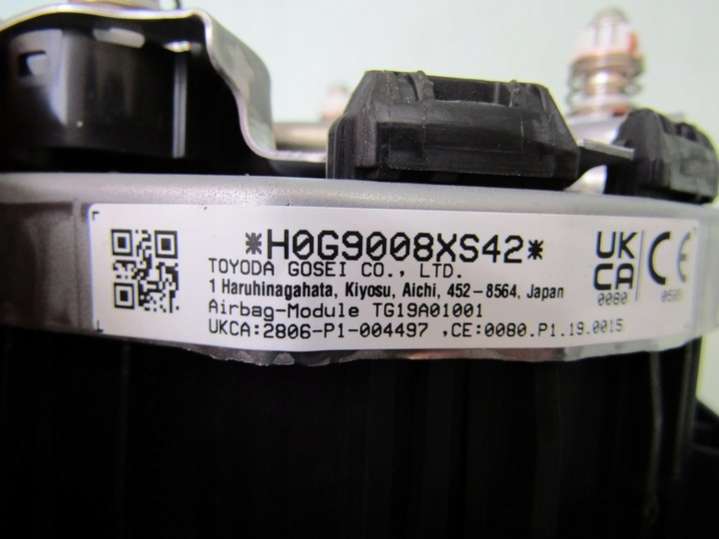 *H0G9008XS42*
TOYODA GOSEI CO., LTD.
1 Haruhinagahata, Kiyosu, Aichi, 452-8564, Japan
Airbag-Module TG19A01001
UKCA:2806-P1-004497 ,CE:0080.P1.19.0015
UK
CA
0080
CE